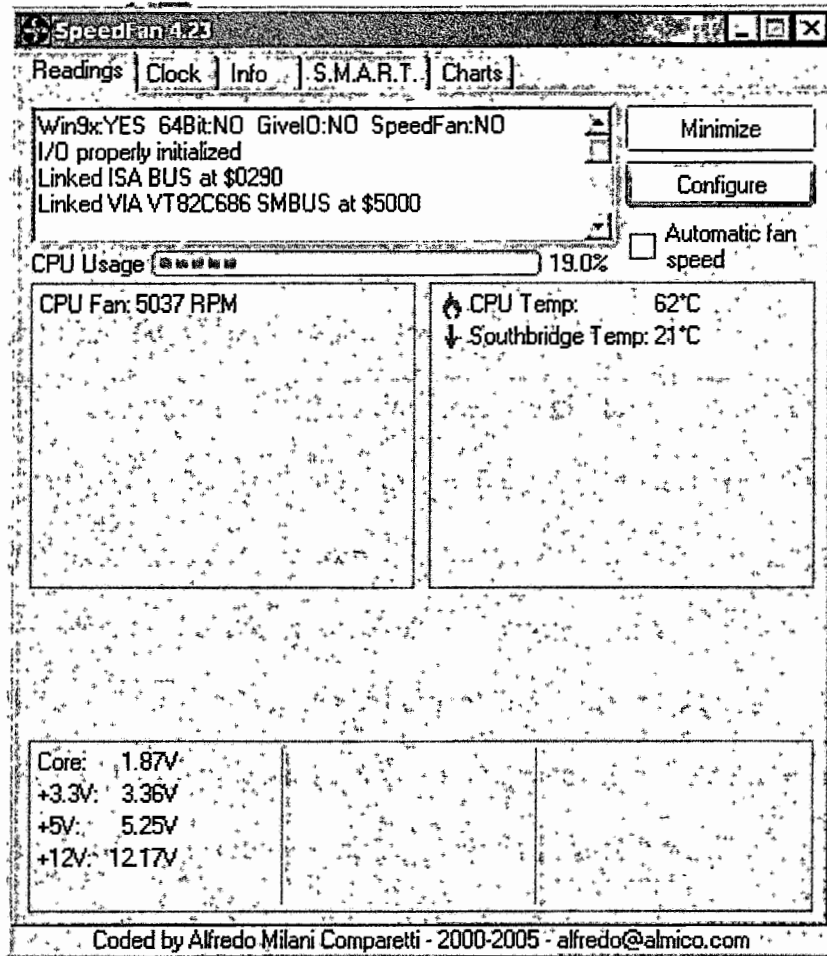 SpeedFan 4.23
Readings Clock Info S.M.A.R.T. Charts
Win9x:YES 64Bit:NO GiveIO:NO SpeedFan:NO
I/O properly initialized
Linked ISA BUS at $0290
Linked VIA VT82C686 SMBUS at $5000
Minimize
Configure
Automatic fan
speed
CPU Usage 19.0%
CPU Fan: 5037 RPM
CPU Temp: 62°C
Southbridge Temp: 21°C
Core: 1.87V
+3.3V: 3.36V
+5V: 5.25V
+12V: 12.17V
Coded by Alfredo Milani Comparetti - 2000-2005 - alfredo@almico.com